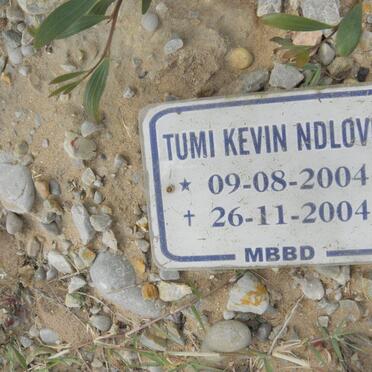 TUMI KEVIN NDLOV
★ 09-08-2004
✝ 26-11-2004
MBBD